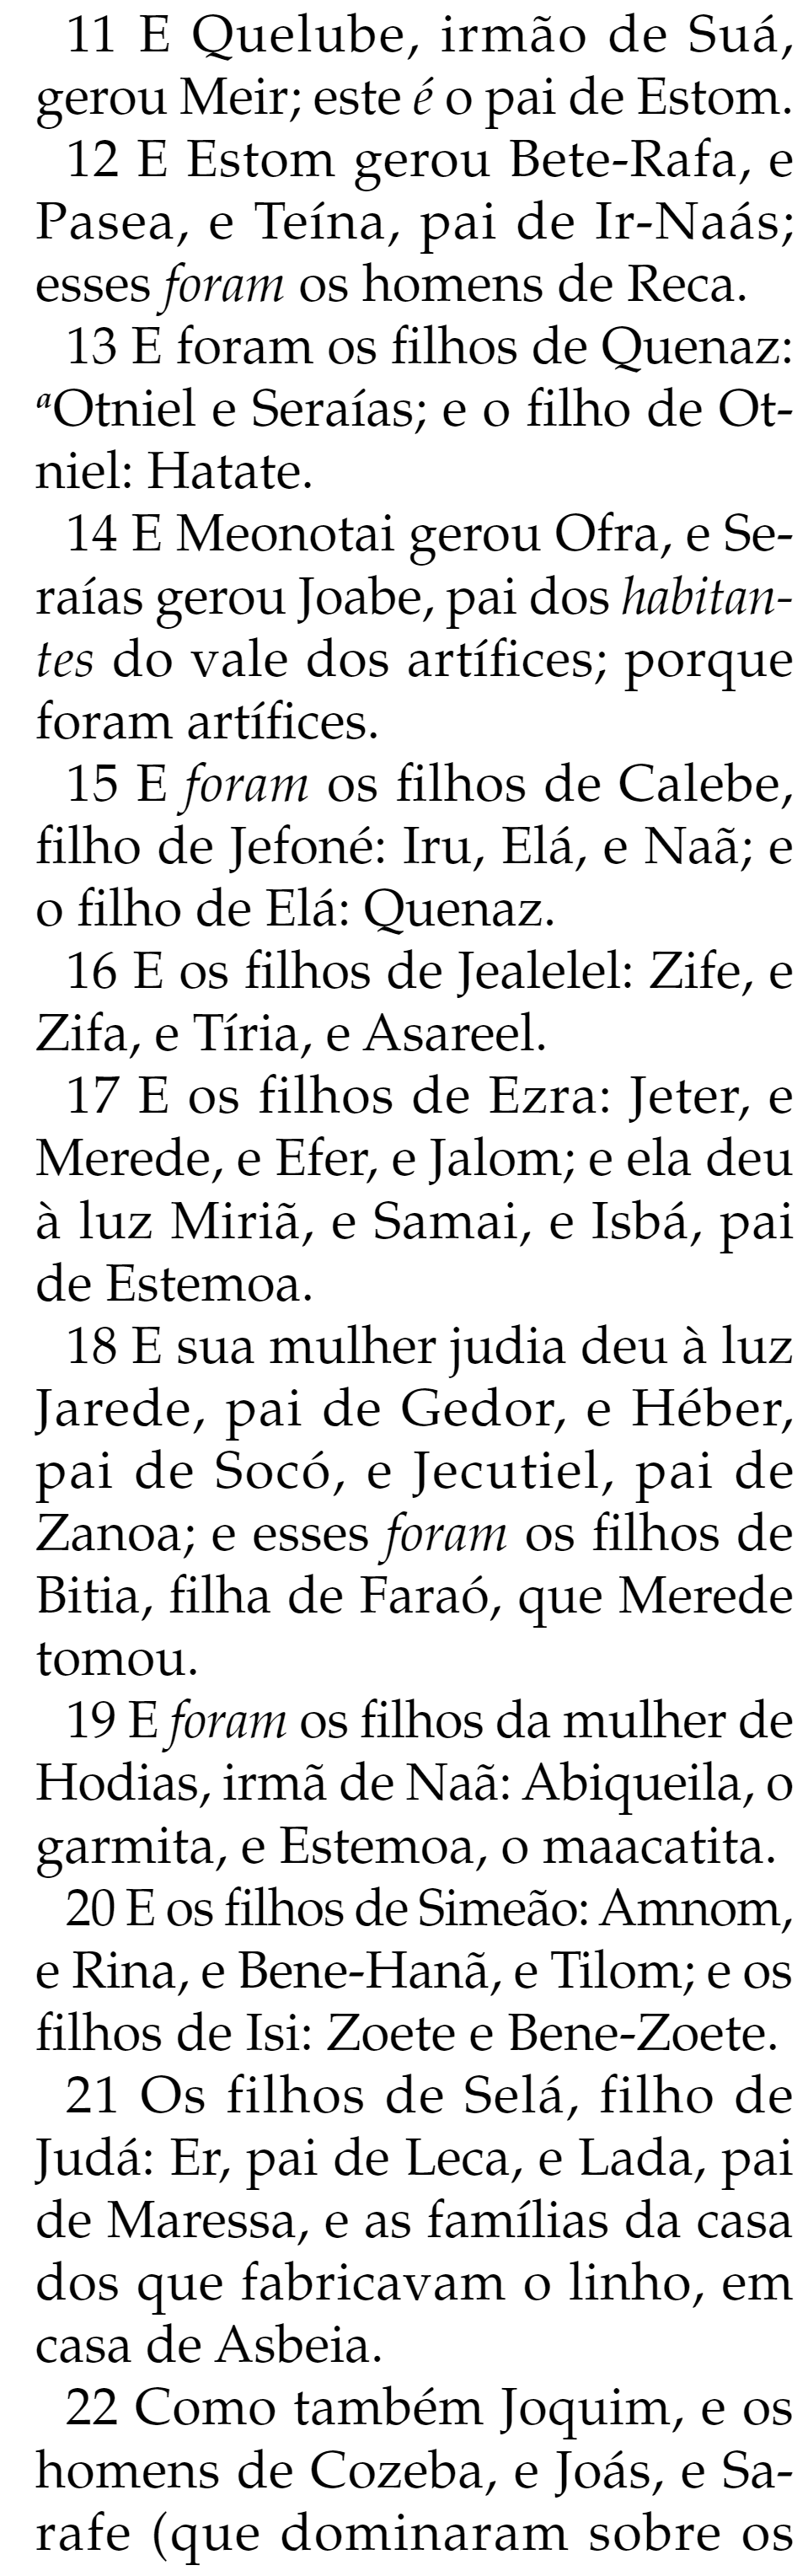 11 E Quelube, irmão de Suá,
gerou Meir; este é o pai de Estom.
12 E Estom gerou Bete-Rafa, e
Pasea, e Teína, pai de Ir-Naás;
esses foram os homens de Reca.
13 E foram os filhos de Quenaz:
ªOtniel e Seraías; e o filho de Ot-
niel: Hatate.
14 E Meonotai gerou Ofra, e Se-
raías gerou Joabe, pai dos habitan-
tes do vale dos artífices; porque
foram artífices.
15 E foram os filhos de Calebe,
filho de Jefoné: Iru, Elá, e Naã; e
o filho de Elá: Quenaz.
16 E os filhos de Jealelel: Zife, e
Zifa, e Tíria, e Asareel.
17 E os filhos de Ezra: Jeter, e
Merede, e Efer, e Jalom; e ela deu
à luz Miriã, e Samai, e Isbá, pai
de Estemoa.
18 E sua mulher judia deu à luz
Jarede, pai de Gedor, e Héber,
pai de Socó, e Jecutiel, pai de
Zanoa; e esses foram os filhos de
Bitia, filha de Faraó, que Merede
tomou.
19 E foram os filhos da mulher de
Hodias, irmã de Naã: Abiqueila, o
garmita, e Estemoa, o maacatita.
20 E os filhos de Simeão: Amnom,
e Rina, e Bene-Hanã, e Tilom; e os
filhos de Isi: Zoete e Bene-Zoete.
21 Os filhos de Selá, filho de
Judá: Er, pai de Leca, e Lada, pai
de Maressa, e as famílias da casa
dos que fabricavam o linho, em
casa de Asbeia.
22 Como também Joquim, e os
homens de Cozeba, e Joás, e Sa-
rafe (que dominaram sobre os